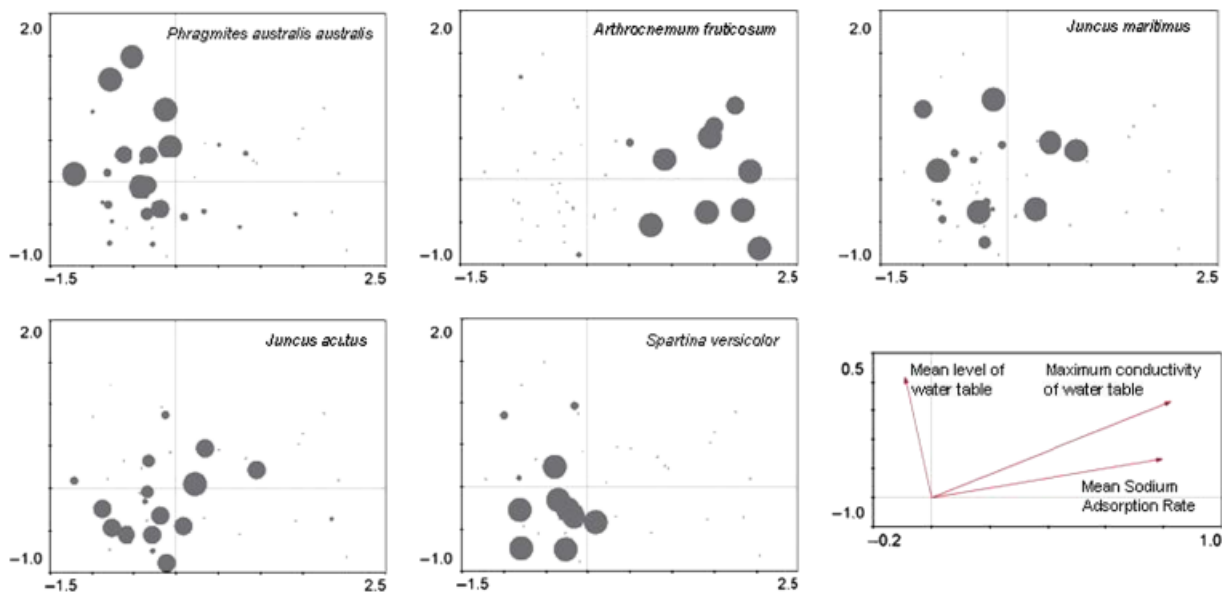 2.0
Phragmites australis australis
−1.0
−1.5
2.5
2.0
Arthrocnemum fruticosum
−1.0
−1.5
2.5
2.0
Juncus maritimus
−1.0
−1.5
2.5
2.0
Juncus acutus
−1.0
−1.5
2.5
2.0
Spartina versicolor
−1.0
−1.5
2.5
0.5
Mean level of
water table
Maximum conductivity
of water table
Mean Sodium
Adsorption Rate
−1.0
−0.2
1.0